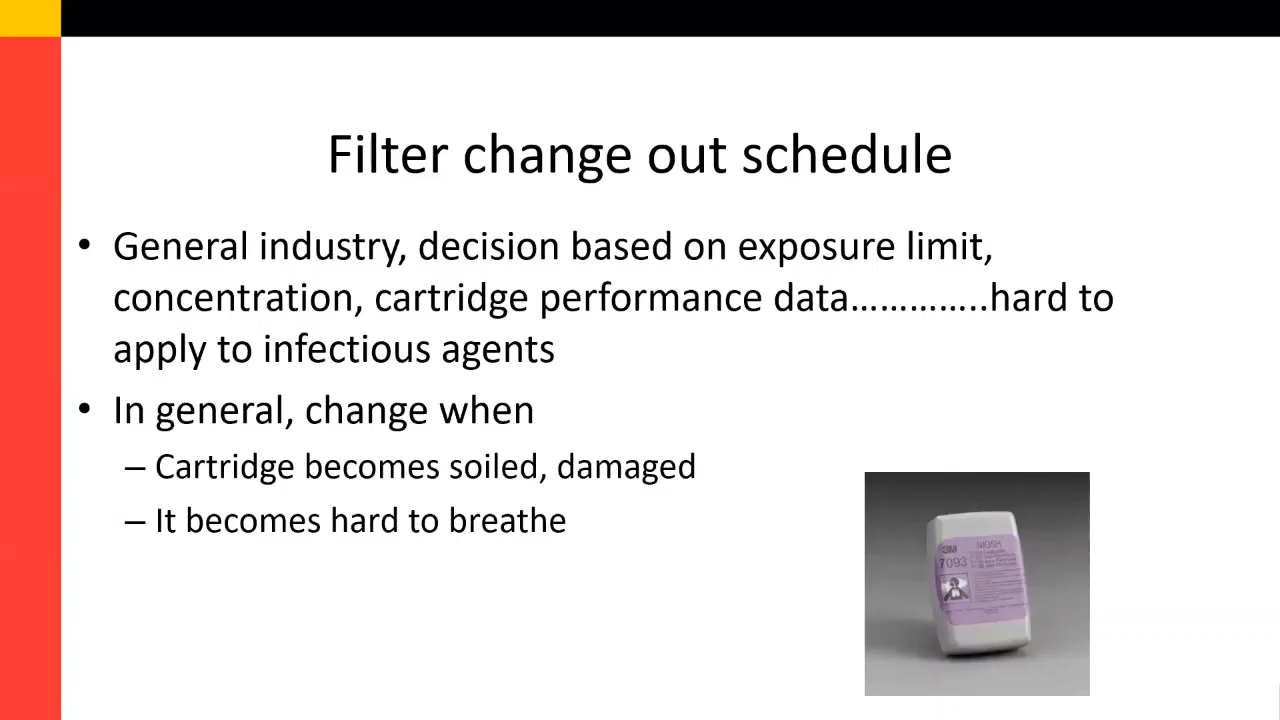 Filter change out schedule
• General industry, decision based on exposure limit,
concentration, cartridge performance data…………..hard to
apply to infectious agents
• In general, change when
– Cartridge becomes soiled, damaged
– It becomes hard to breathe
3M
NIOSH
7093